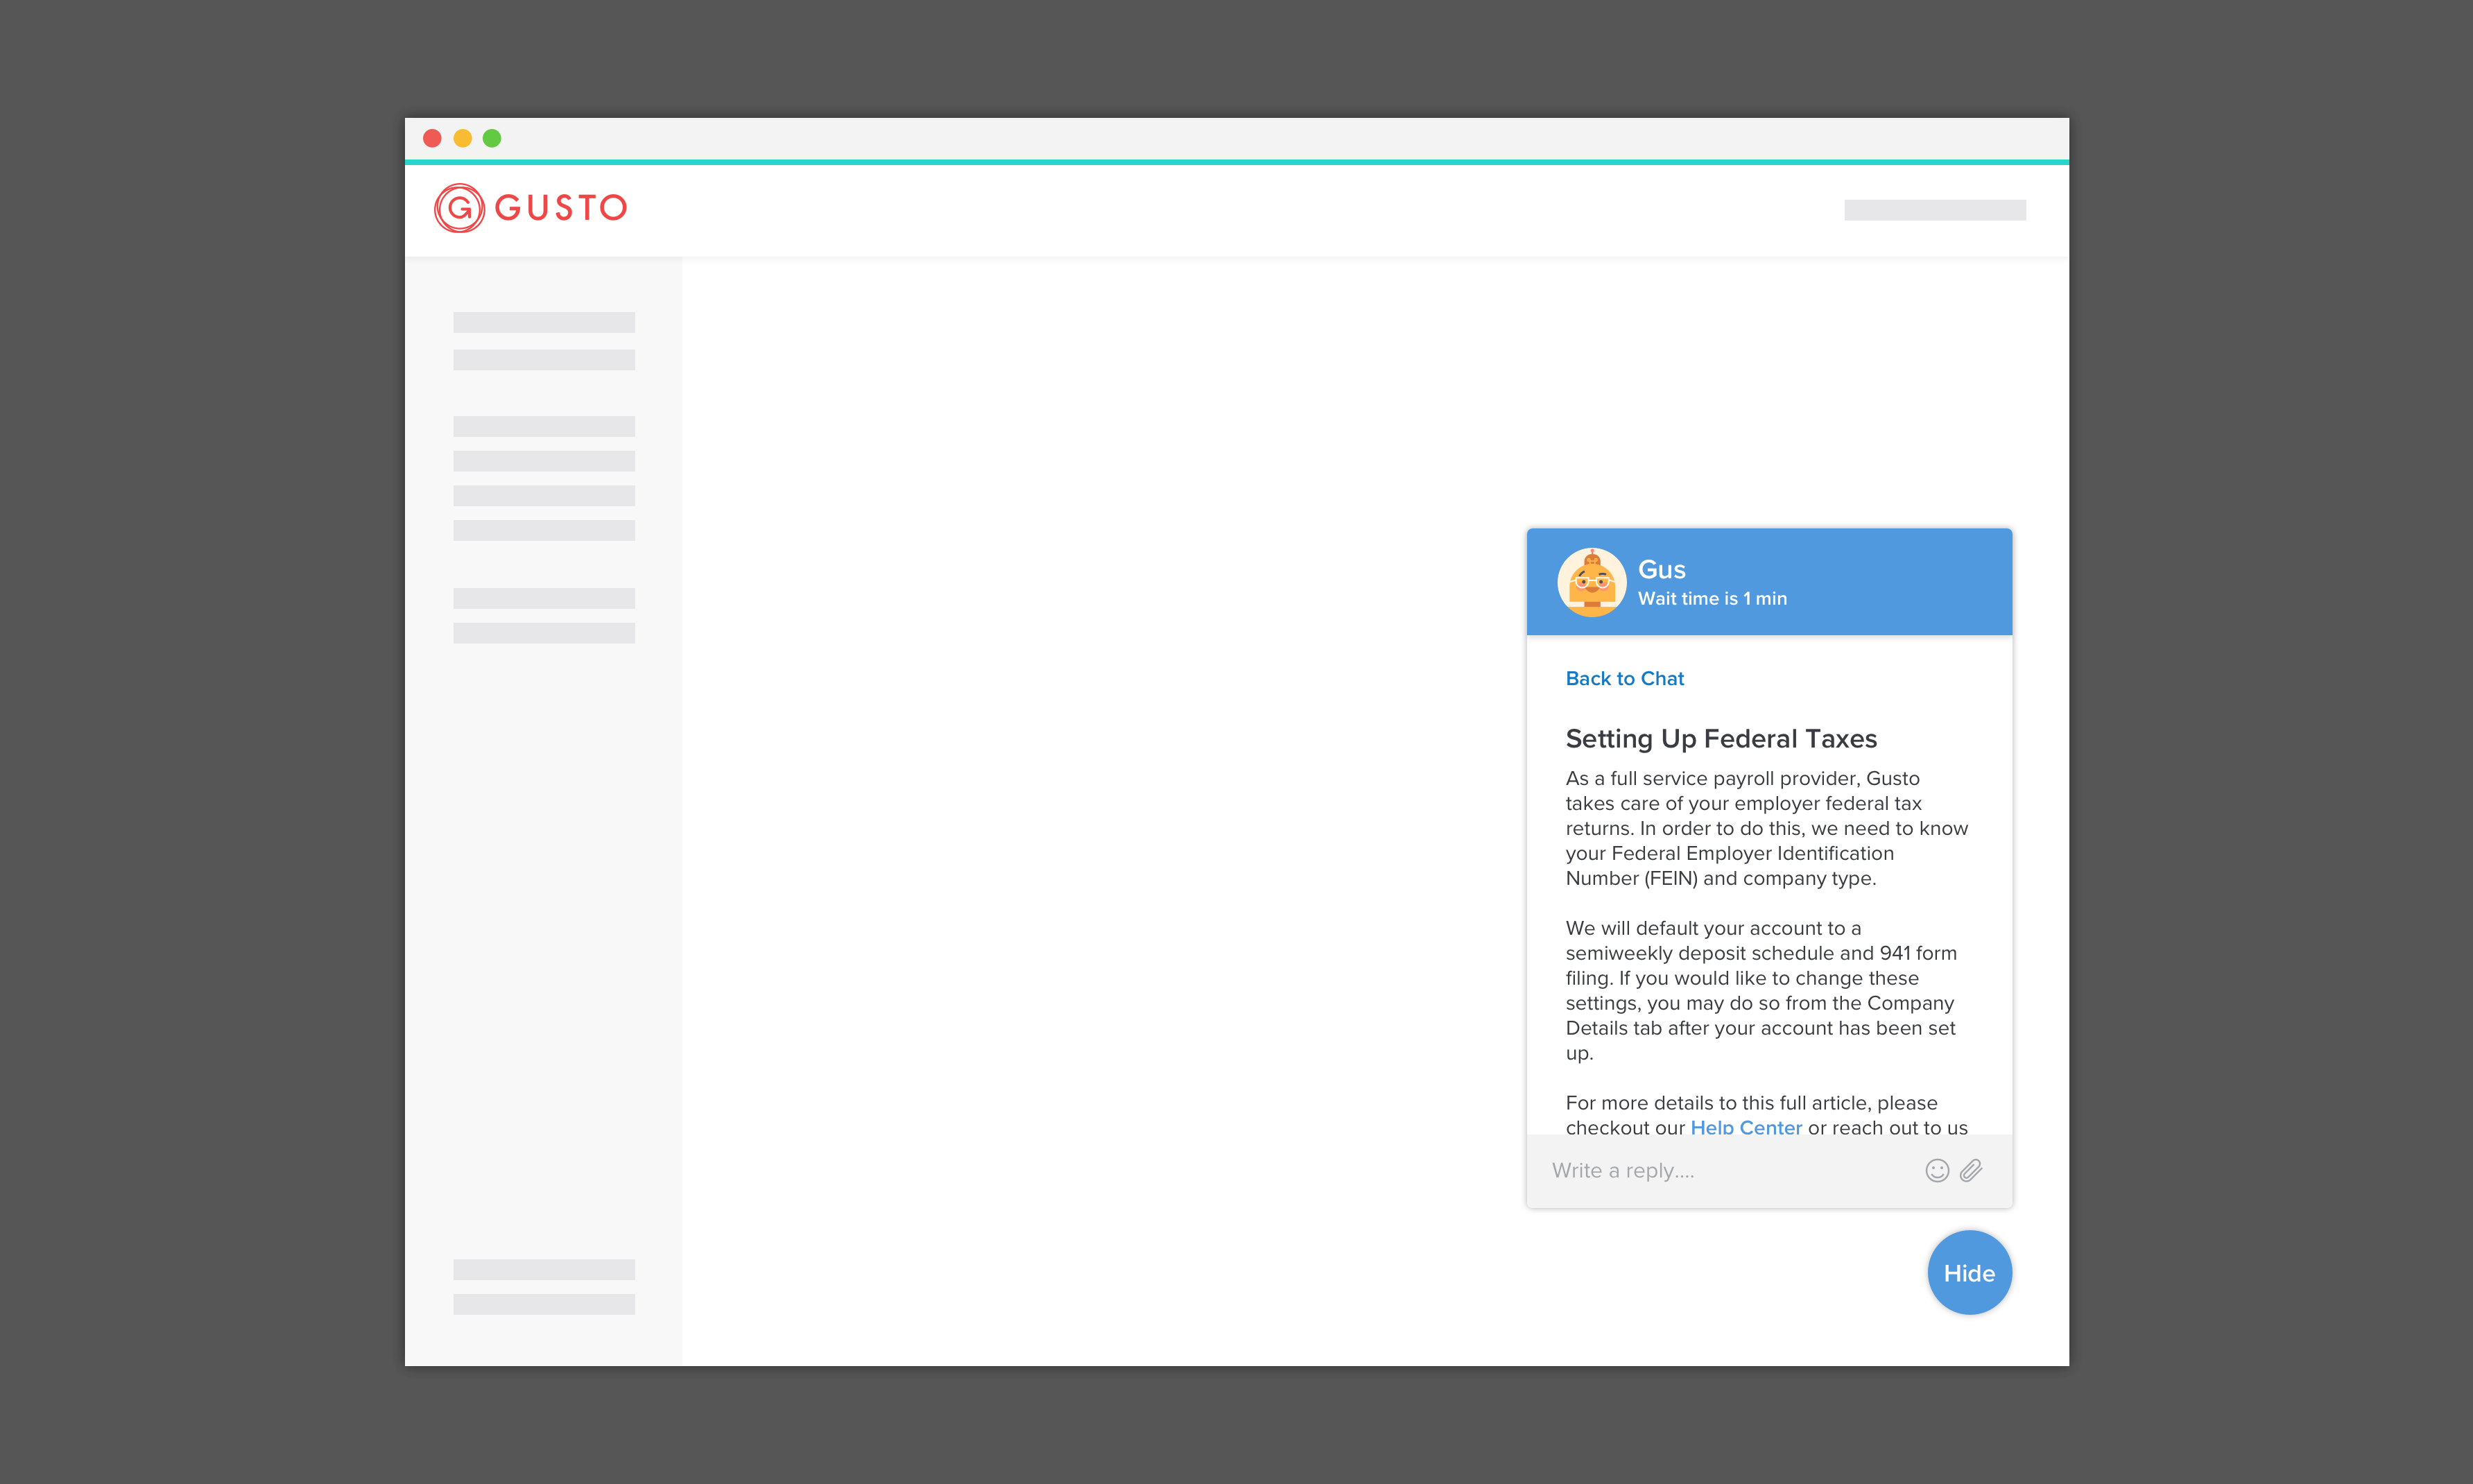 GUSTO
Gus
Wait time is 1 min
Back to Chat
Setting Up Federal Taxes
As a full service payroll provider, Gusto
takes care of your employer federal tax
returns. In order to do this, we need to know
your Federal Employer Identification
Number (FEIN) and company type.
We will default your account to a
semiweekly deposit schedule and 941 form
filing. If you would like to change these
settings, you may do so from the Company
Details tab after your account has been set
up.
For more details to this full article, please
checkout our Help Center or reach out to us
Write a reply....
Hide